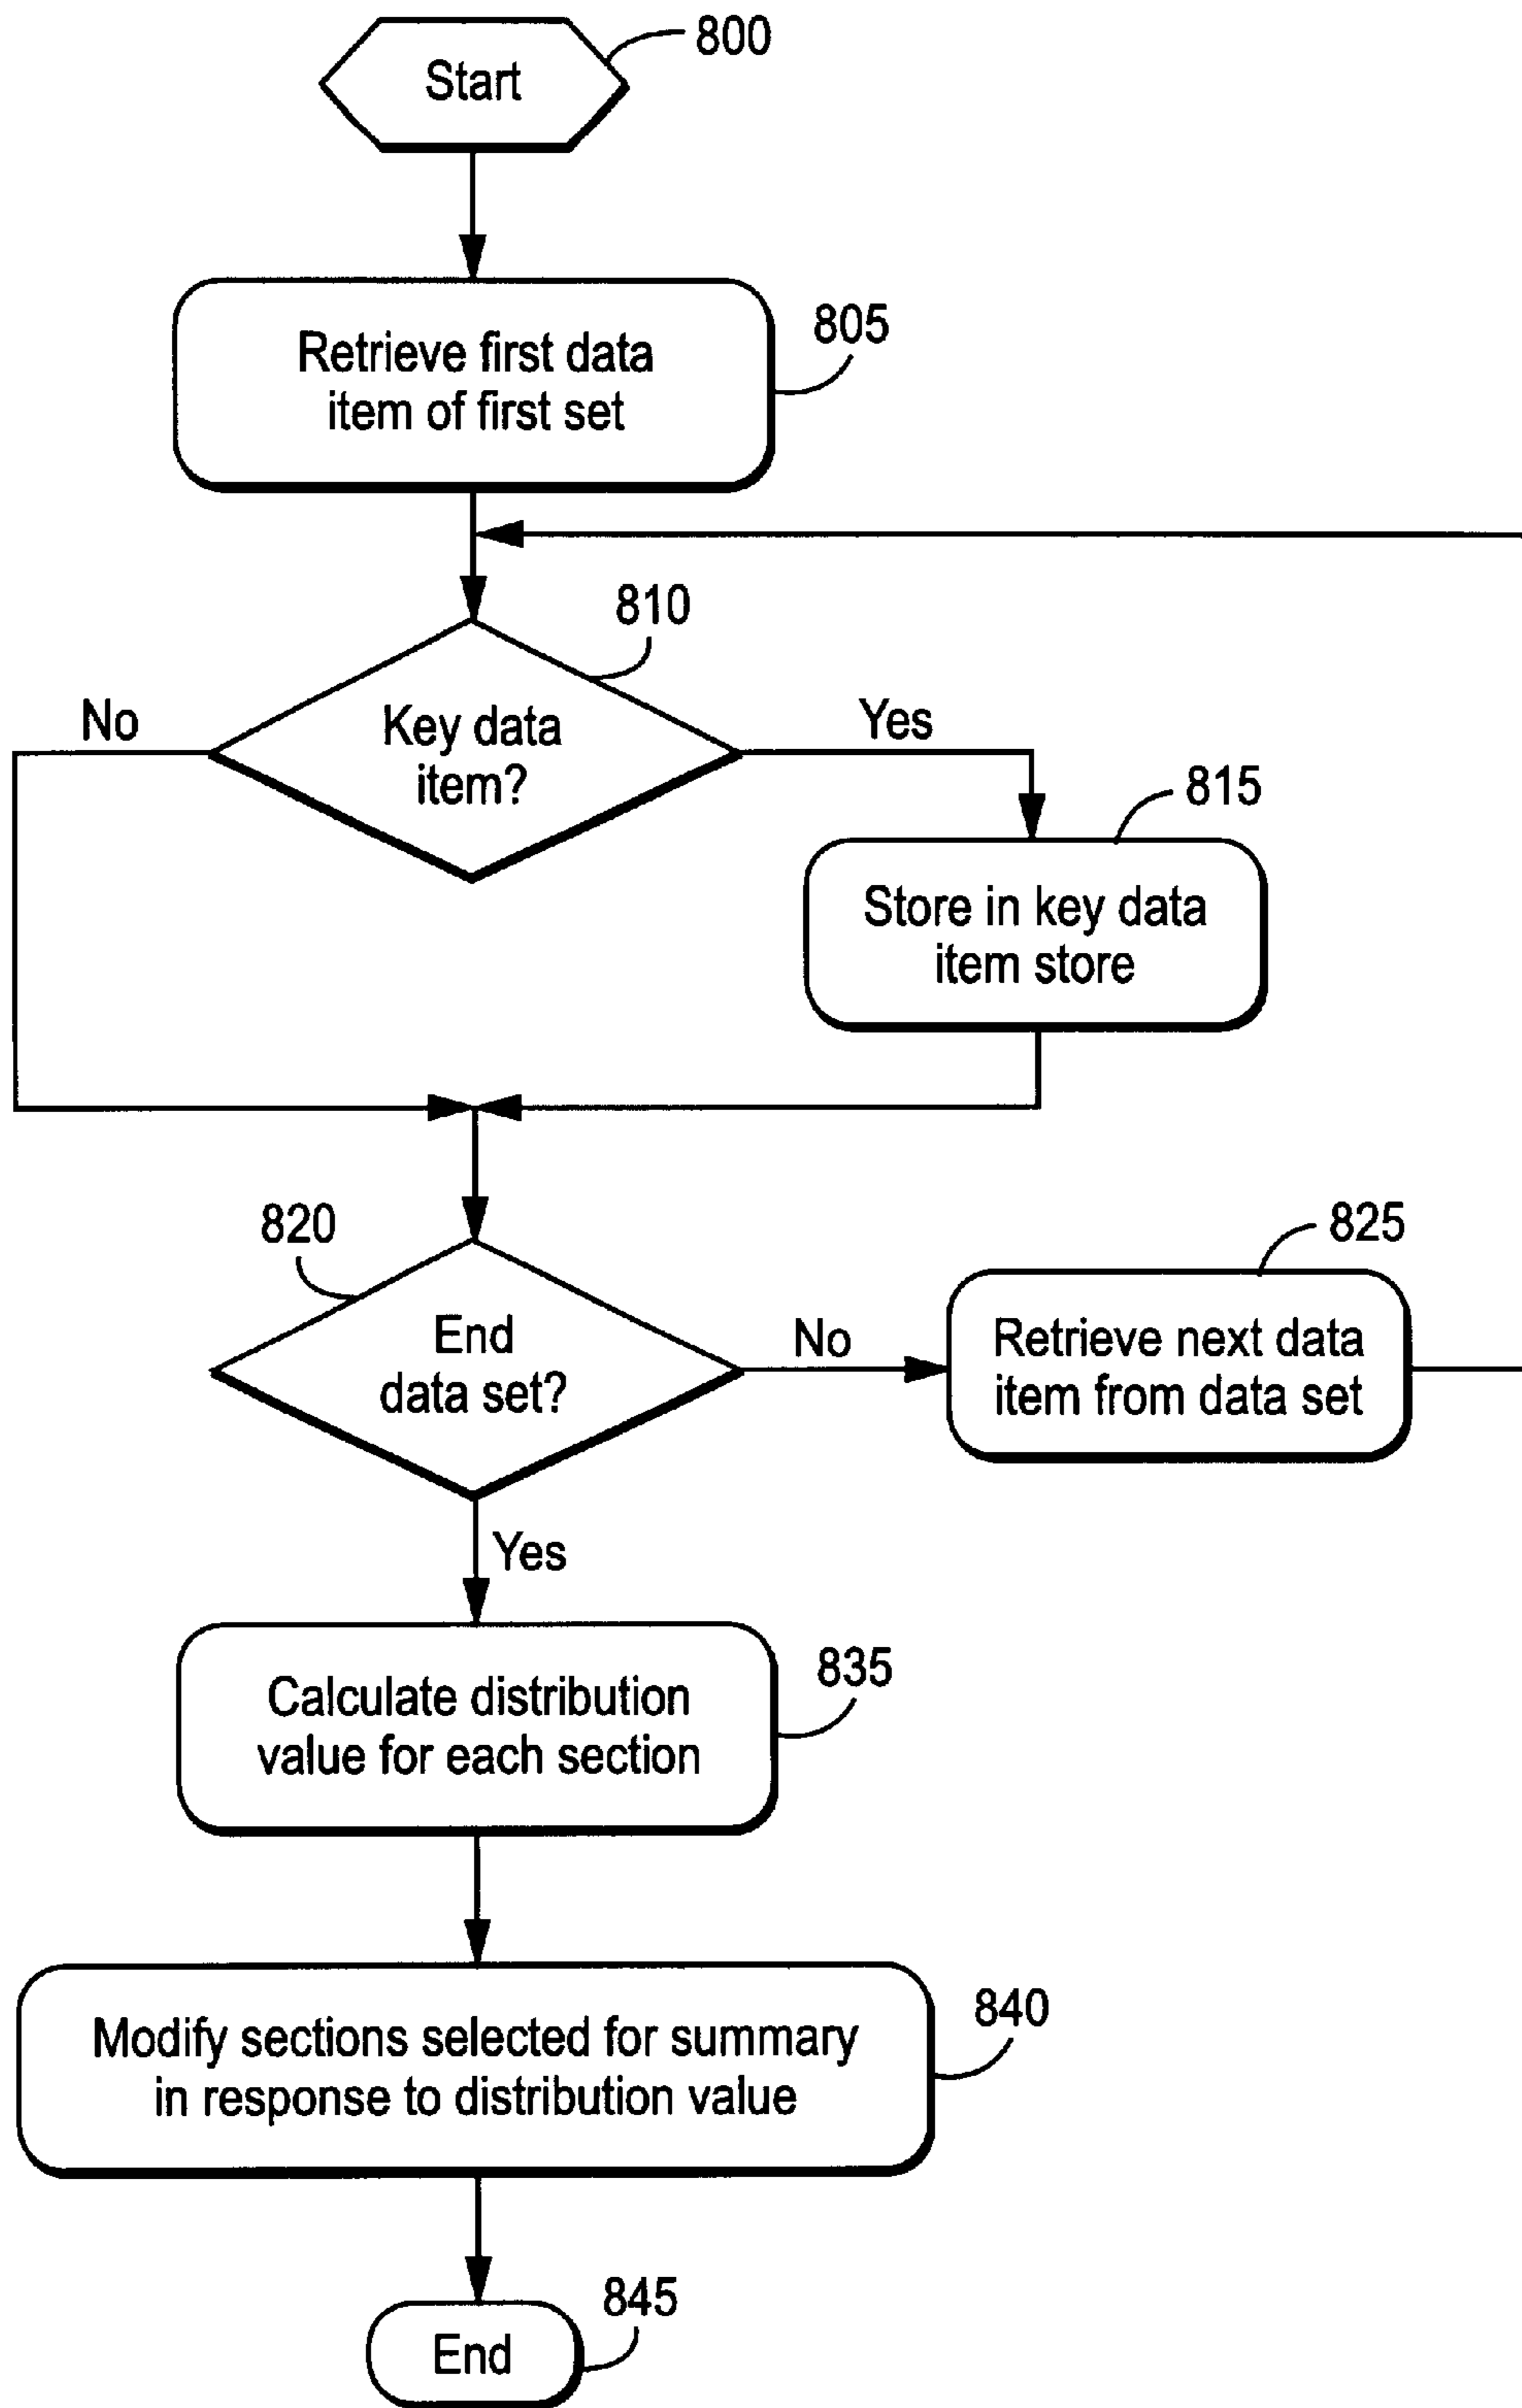 Start
800
Retrieve first data
item of first set
805
810
Key data
item?
No
Yes
815
Store in key data
item store
820
End
data set?
No
825
Retrieve next data
item from data set
Yes
Calculate distribution
value for each section
835
Modify sections selected for summary
in response to distribution value
840
End
845